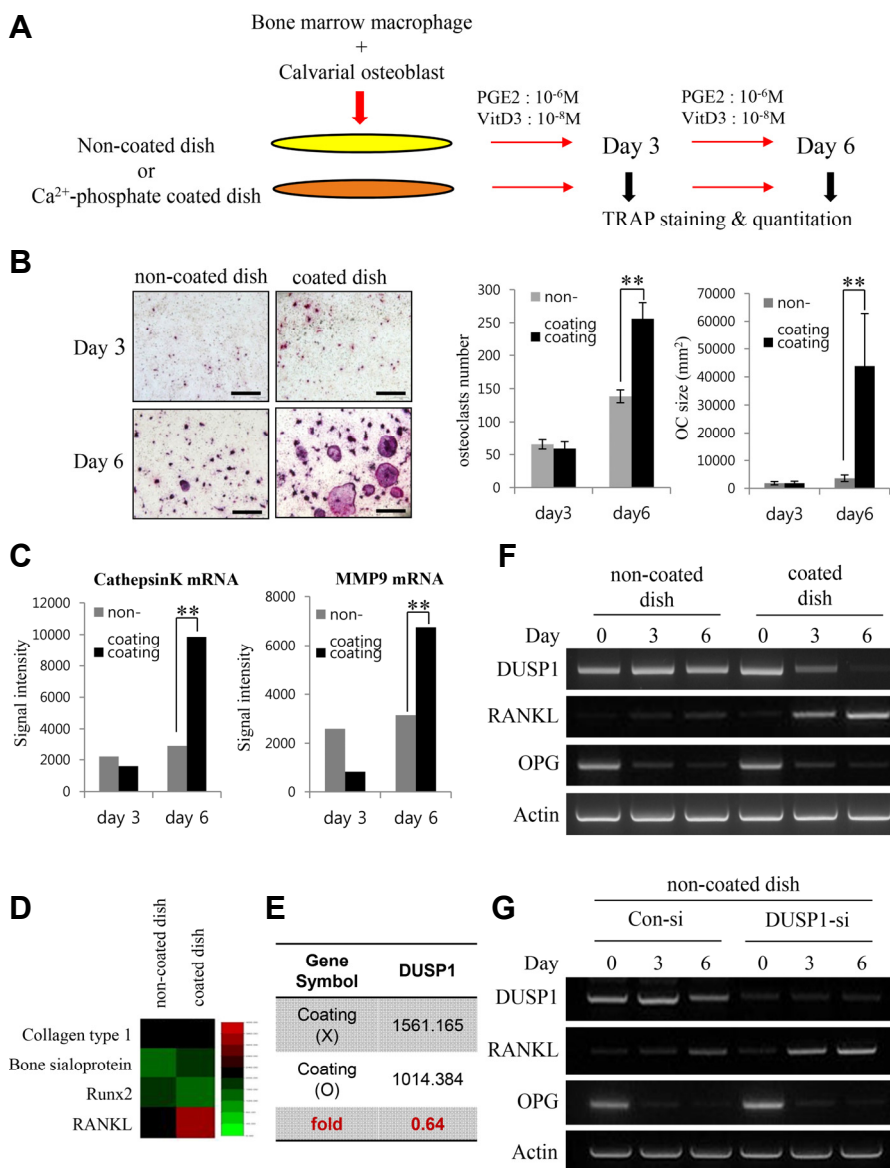 A
Bone marrow macrophage
+
Calvarial osteoblast
PGE2 : 10⁻⁶M
VitD3 : 10⁻⁸M
PGE2 : 10⁻⁶M
VitD3 : 10⁻⁸M
Non-coated dish
or
Ca²⁺-phosphate coated dish
Day 3
Day 6
TRAP staining & quantitation
B
non-coated dish
coated dish
Day 3
Day 6
osteoclasts number
300
250
200
150
100
50
0
non-
coating
coating
**
day3
day6
OC size (mm²)
70000
60000
50000
40000
30000
20000
10000
0
non-
coating
coating
**
day3
day6
C
CathepsinK mRNA
Signal intensity
12000
10000
8000
6000
4000
2000
0
non-
coating
coating
**
day 3
day 6
MMP9 mRNA
Signal intensity
8000
6000
4000
2000
0
non-
coating
coating
**
day 3
day 6
D
non-coated dish
coated dish
Collagen type 1
Bone sialoprotein
Runx2
RANKL
E
Gene Symbol
DUSP1
Coating (X)
1561.165
Coating (O)
1014.384
fold
0.64
F
non-coated dish
coated dish
Day
0
3
6
0
3
6
DUSP1
RANKL
OPG
Actin
G
non-coated dish
Con-si
DUSP1-si
Day
0
3
6
0
3
6
DUSP1
RANKL
OPG
Actin